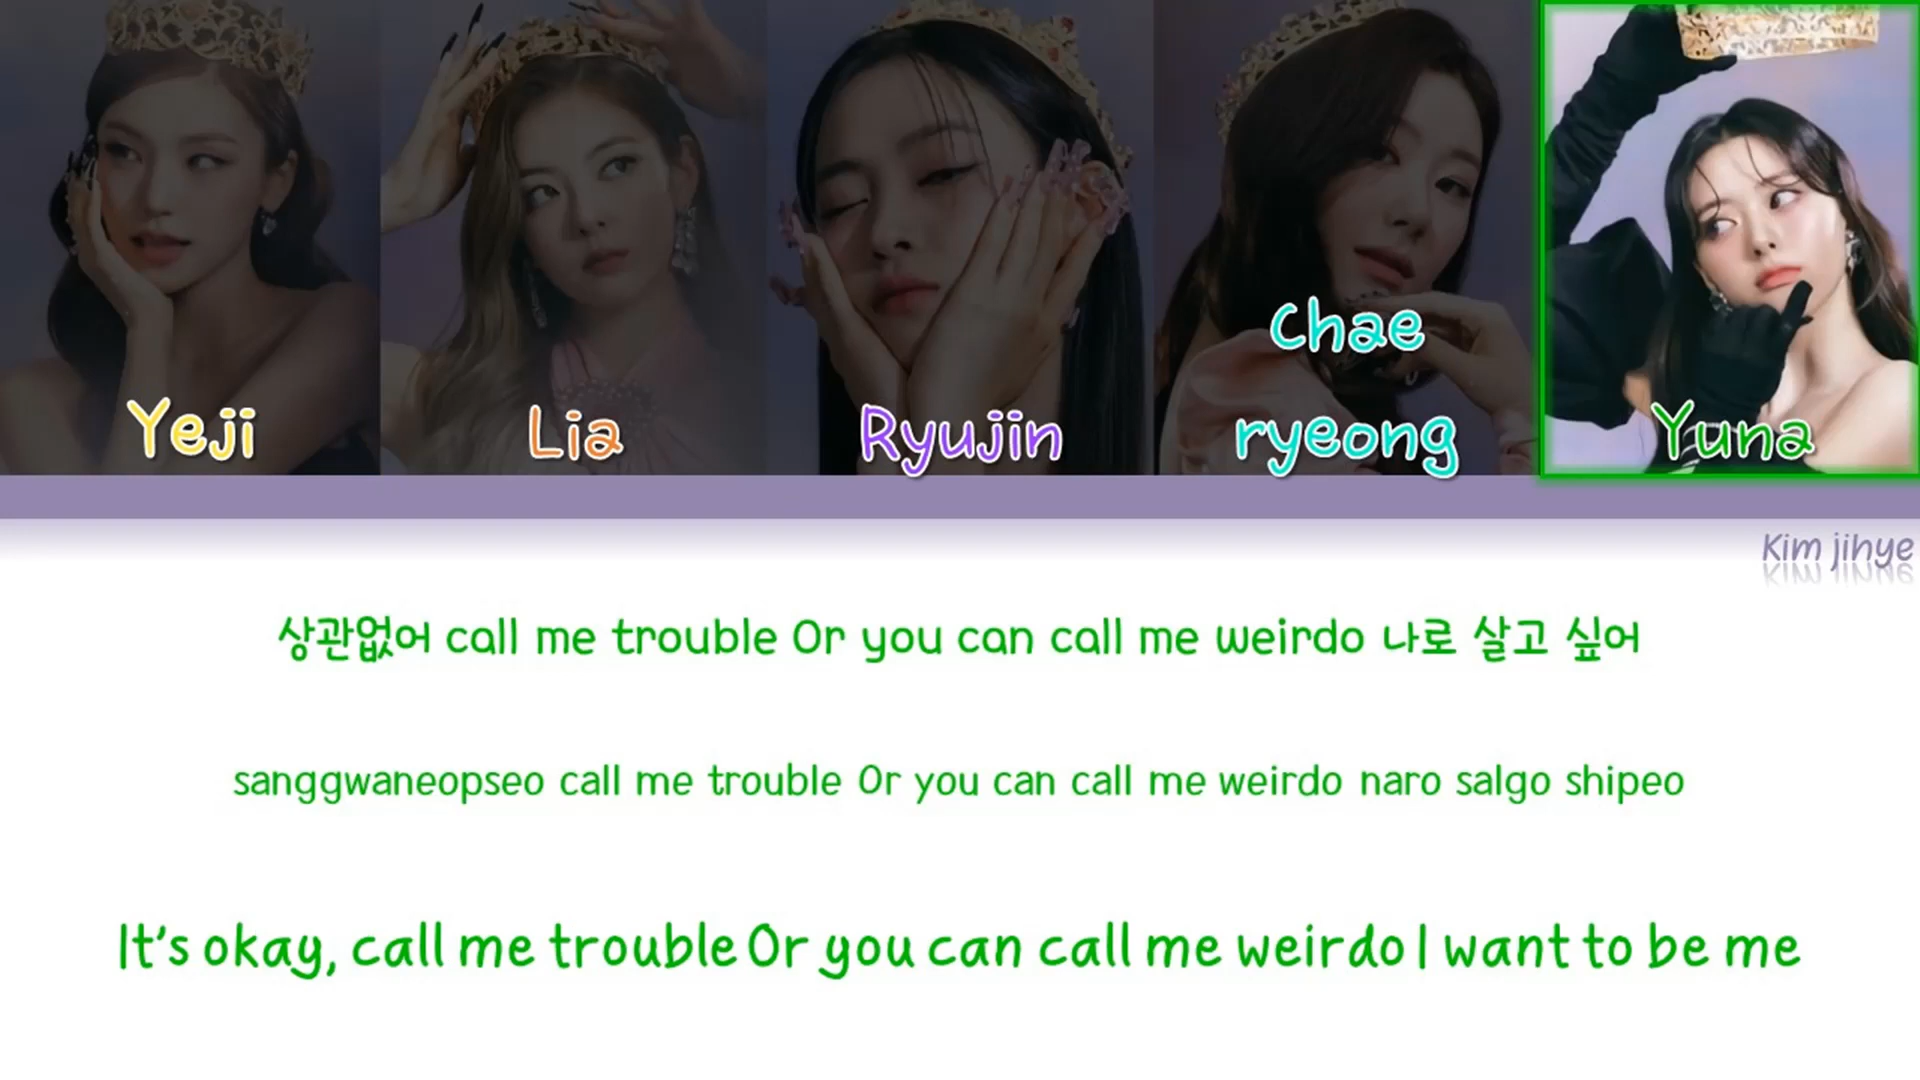 Yeji
Lia
Ryujin
Chae
ryeong
Yuna
Kim jihye
상관없어 call me trouble Or you can call me weirdo 나로 살고 싶어
sanggwaneopseo call me trouble Or you can call me weirdo naro salgo shipeo
It's okay, call me trouble Or you can call me weirdo I want to be me